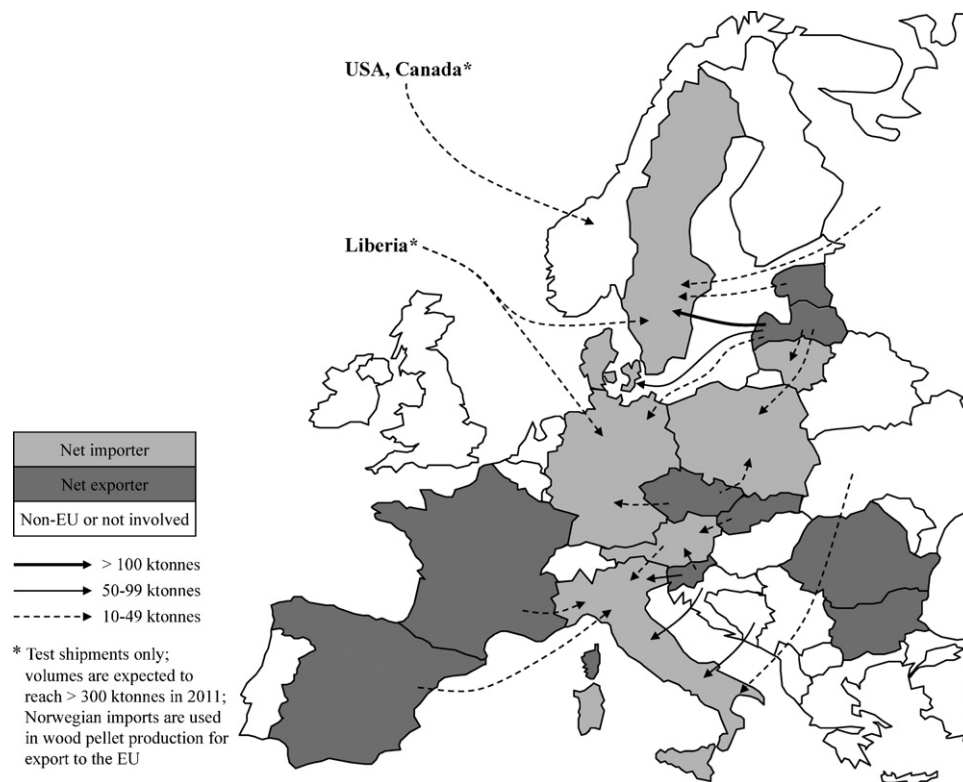 USA, Canada*
Liberia*
Net importer
Net exporter
Non-EU or not involved
> 100 ktonnes
50-99 ktonnes
10-49 ktonnes
* Test shipments only;
volumes are expected to
reach > 300 ktonnes in 2011;
Norwegian imports are used
in wood pellet production for
export to the EU